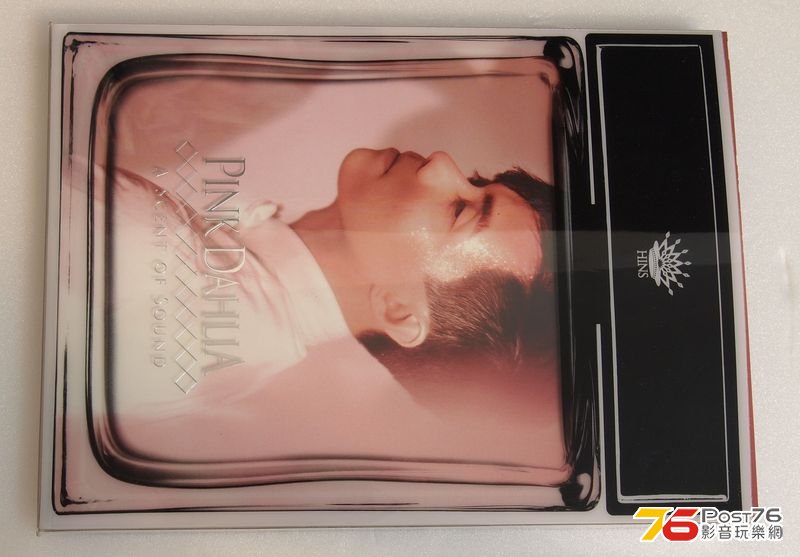 HINS
PINK DAHLIA
A SCENT OF SOUND
76 POST76
影音玩樂網